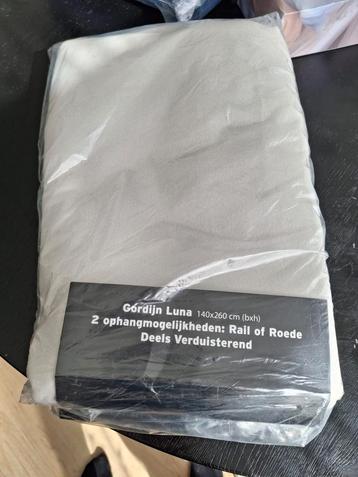 Gordijn Luna 140x260 cm (bxh)
2 ophangmogelijkheden: Rail of Roede
Deels Verduisterend